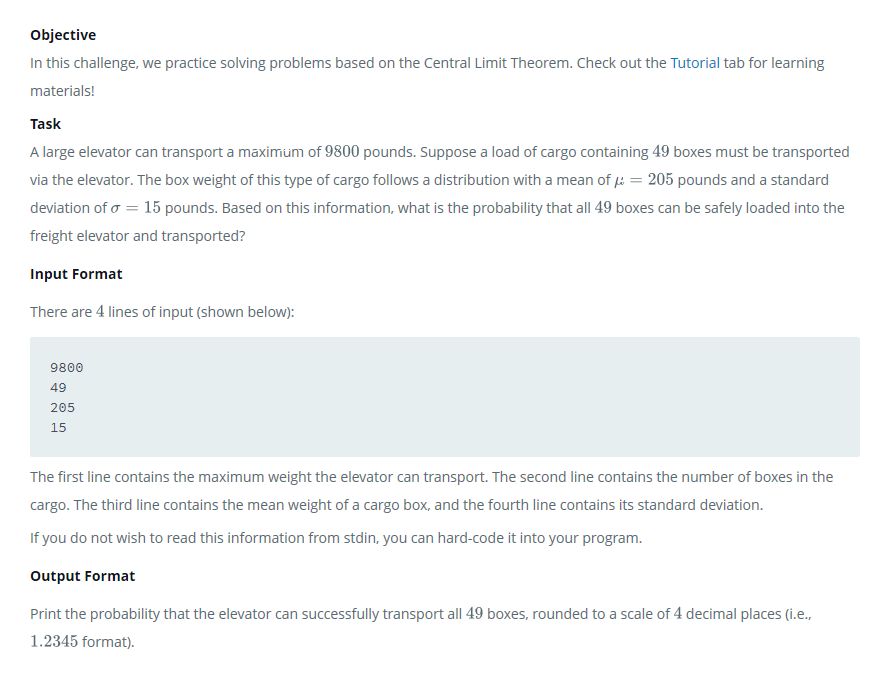 Objective
In this challenge, we practice solving problems based on the Central Limit Theorem. Check out the Tutorial tab for learning
materials!
Task
A large elevator can transport a maximum of 9800 pounds. Suppose a load of cargo containing 49 boxes must be transported
via the elevator. The box weight of this type of cargo follows a distribution with a mean of μ = 205 pounds and a standard
deviation of σ = 15 pounds. Based on this information, what is the probability that all 49 boxes can be safely loaded into the
freight elevator and transported?
Input Format
There are 4 lines of input (shown below):
9800
49
205
15
The first line contains the maximum weight the elevator can transport. The second line contains the number of boxes in the
cargo. The third line contains the mean weight of a cargo box, and the fourth line contains its standard deviation.
If you do not wish to read this information from stdin, you can hard-code it into your program.
Output Format
Print the probability that the elevator can successfully transport all 49 boxes, rounded to a scale of 4 decimal places (i.e.,
1.2345 format).